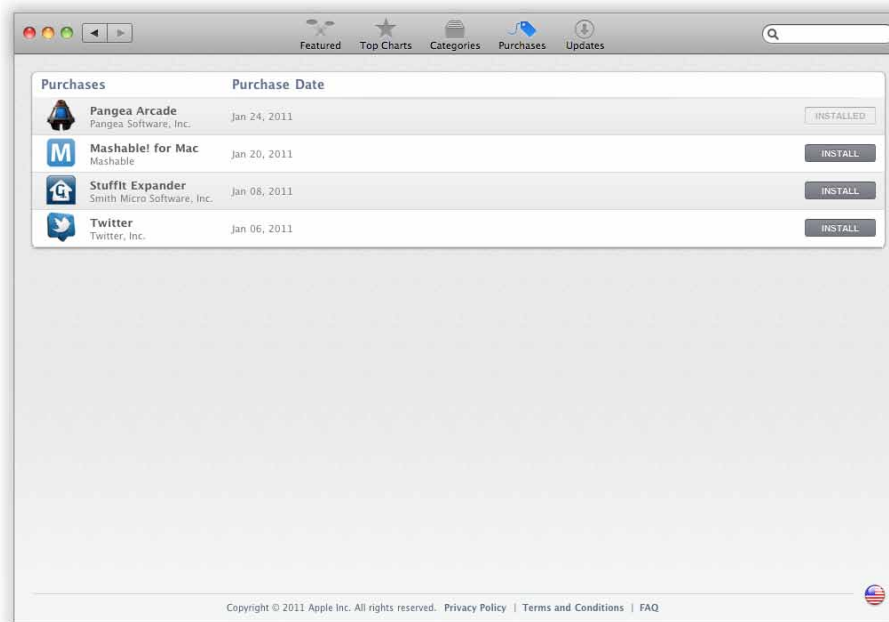 Featured Top Charts Categories Purchases Updates
Purchases Purchase Date
Pangea Arcade
Pangea Software, Inc.
Jan 24, 2011
INSTALLED
Mashable! for Mac
Mashable
Jan 20, 2011
INSTALL
StuffIt Expander
Smith Micro Software, Inc.
Jan 08, 2011
INSTALL
Twitter
Twitter, Inc.
Jan 06, 2011
INSTALL
Copyright © 2011 Apple Inc. All rights reserved. Privacy Policy | Terms and Conditions | FAQ